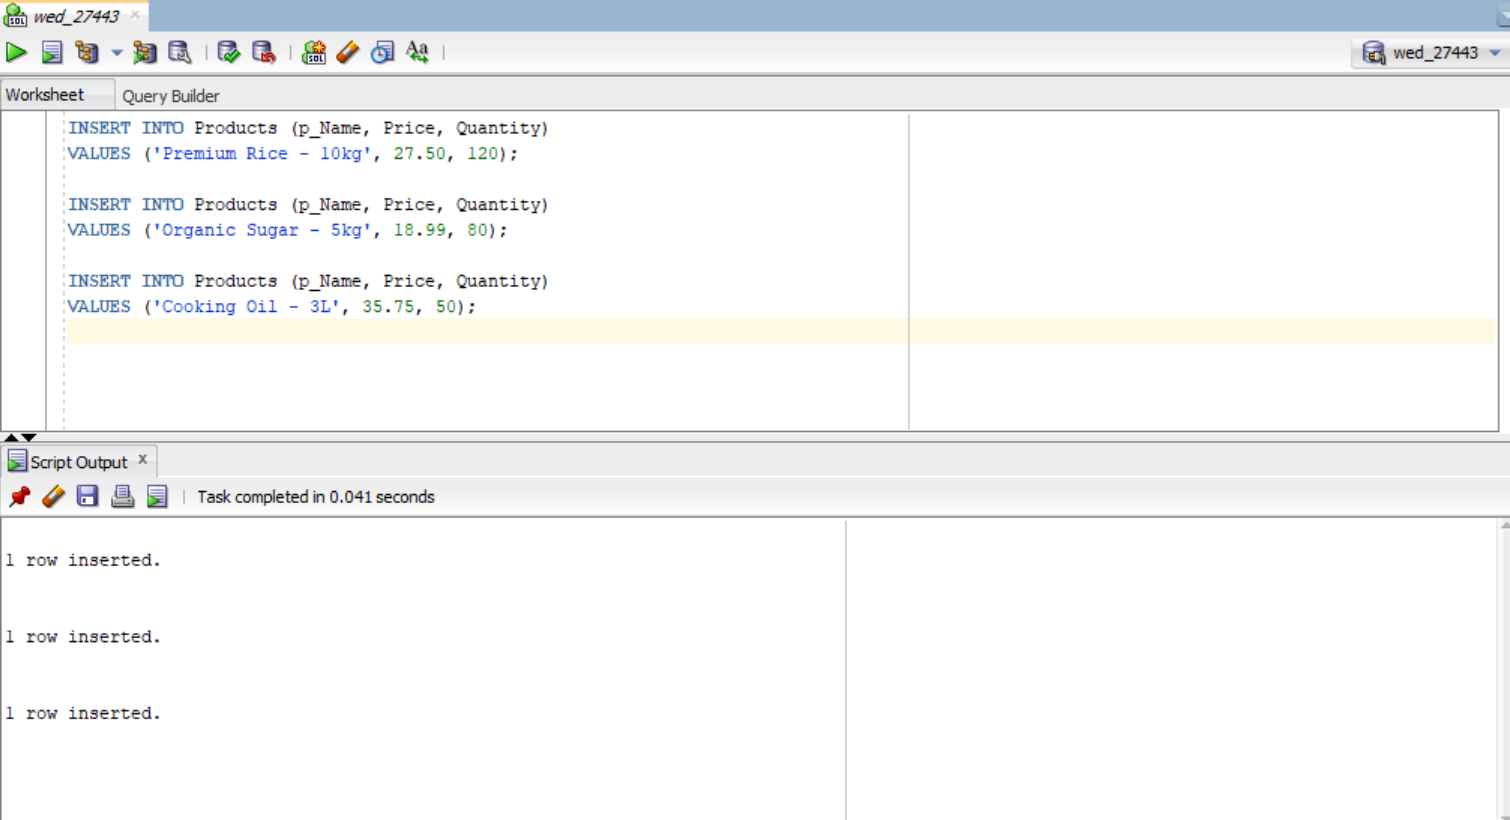 wed_27443
wed_27443
Worksheet
Query Builder
INSERT INTO Products (p_Name, Price, Quantity)
VALUES ('Premium Rice - 10kg', 27.50, 120);
INSERT INTO Products (p_Name, Price, Quantity)
VALUES ('Organic Sugar - 5kg', 18.99, 80);
INSERT INTO Products (p_Name, Price, Quantity)
VALUES ('Cooking Oil - 3L', 35.75, 50);
Script Output x
Task completed in 0.041 seconds
1 row inserted.
1 row inserted.
1 row inserted.